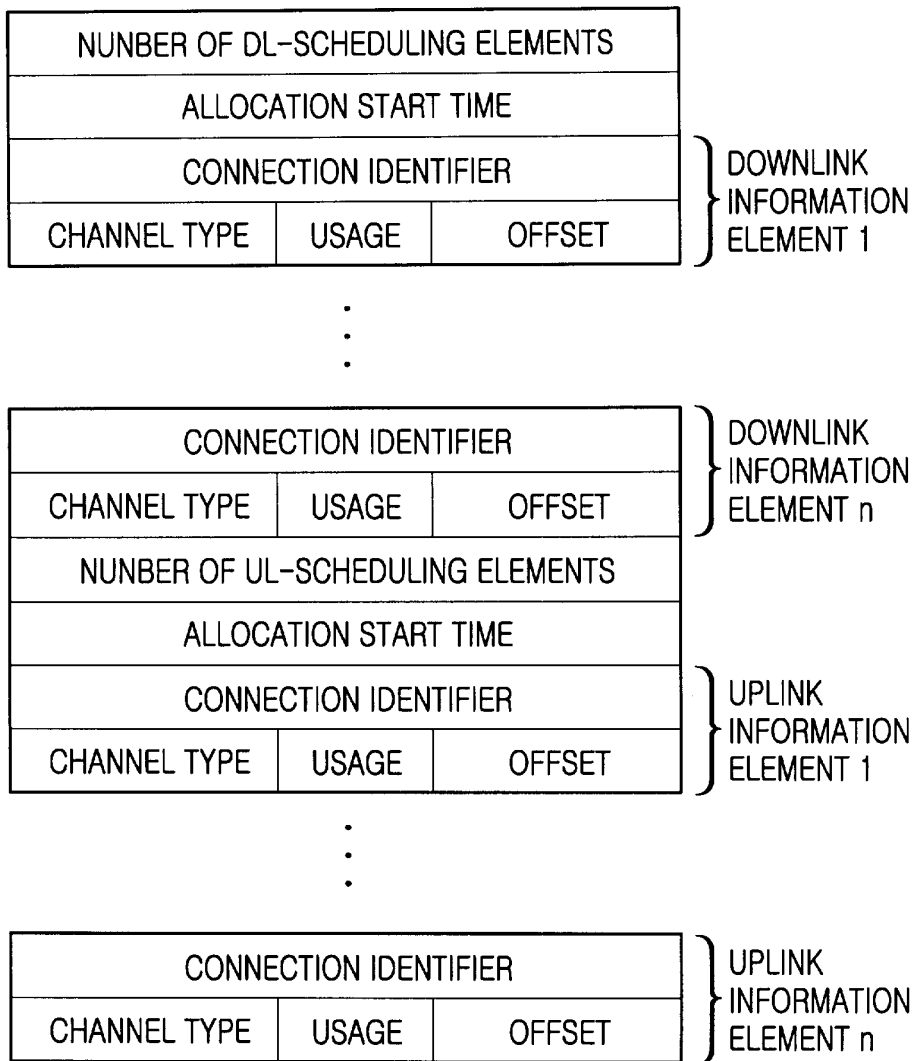 NUNBER OF DL-SCHEDULING ELEMENTS
ALLOCATION START TIME
CONNECTION IDENTIFIER
CHANNEL TYPE USAGE OFFSET
DOWNLINK
INFORMATION
ELEMENT 1
CONNECTION IDENTIFIER
CHANNEL TYPE USAGE OFFSET
DOWNLINK
INFORMATION
ELEMENT n
NUNBER OF UL-SCHEDULING ELEMENTS
ALLOCATION START TIME
CONNECTION IDENTIFIER
CHANNEL TYPE USAGE OFFSET
UPLINK
INFORMATION
ELEMENT 1
CONNECTION IDENTIFIER
CHANNEL TYPE USAGE OFFSET
UPLINK
INFORMATION
ELEMENT n